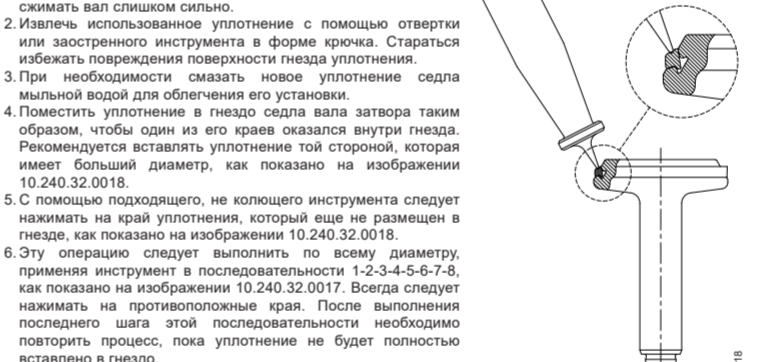 сжимать вал слишком сильно.
2. Извлечь использованное уплотнение с помощью отвертки
или заостренного инструмента в форме крючка. Стараться
избежать повреждения поверхности гнезда уплотнения.
3. При необходимости смазать новое уплотнение седла
мыльной водой для облегчения его установки.
4. Поместить уплотнение в гнездо седла вала затвора таким
образом, чтобы один из его краев оказался внутри гнезда.
Рекомендуется вставлять уплотнение той стороной, которая
имеет больший диаметр, как показано на изображении
10.240.32.0018.
5. С помощью подходящего, не колющего инструмента следует
нажимать на край уплотнения, который еще не размещен в
гнезде, как показано на изображении 10.240.32.0018.
6. Эту операцию следует выполнить по всему диаметру,
применяя инструмент в последовательности 1-2-3-4-5-6-7-8,
как показано на изображении 10.240.32.0017. Всегда следует
нажимать на противоположные края. После выполнения
последнего шага этой последовательности необходимо
повторить процесс, пока уплотнение не будет полностью
вставлено в гнездо.
18